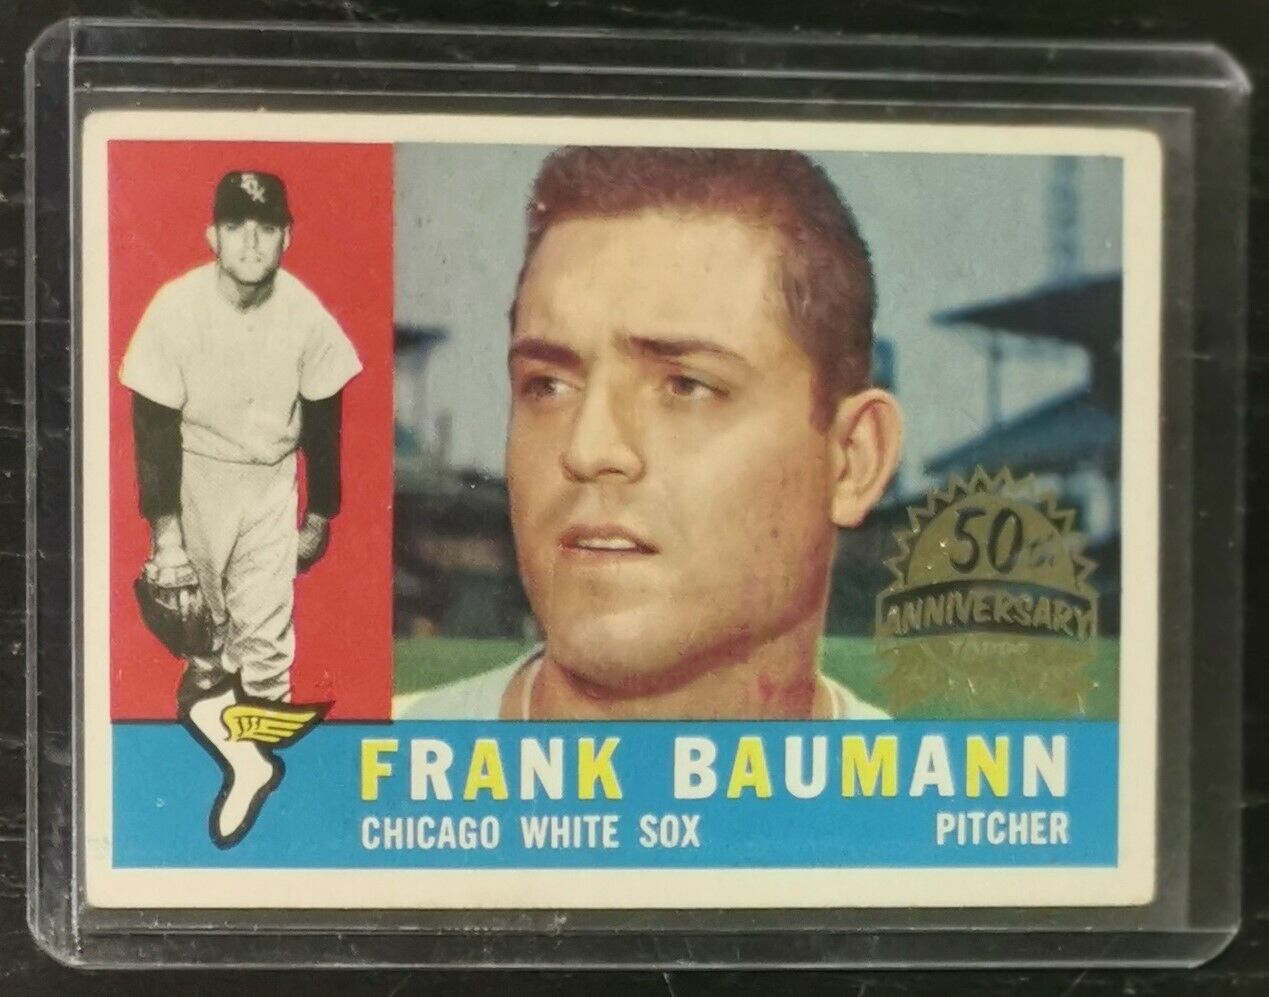 SOX
50th
ANNIVERSARY
FRANK BAUMANN
CHICAGO WHITE SOX PITCHER